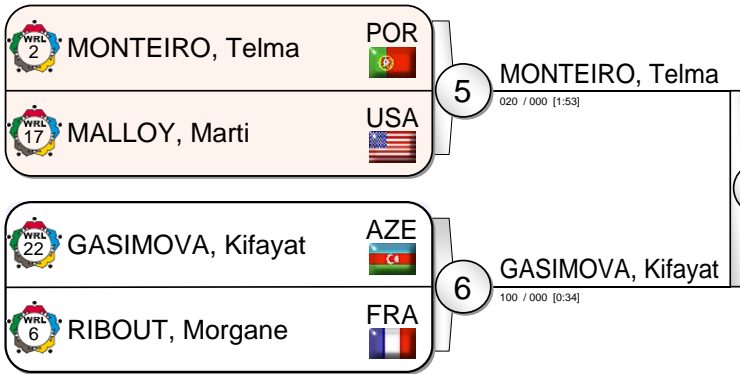 WRL
2
MONTEIRO, Telma
POR
WRL
17
MALLOY, Marti
USA
5
MONTEIRO, Telma
020 / 000 [1:53]
WRL
22
GASIMOVA, Kifayat
AZE
WRL
6
RIBOUT, Morgane
FRA
6
GASIMOVA, Kifayat
100 / 000 [0:34]